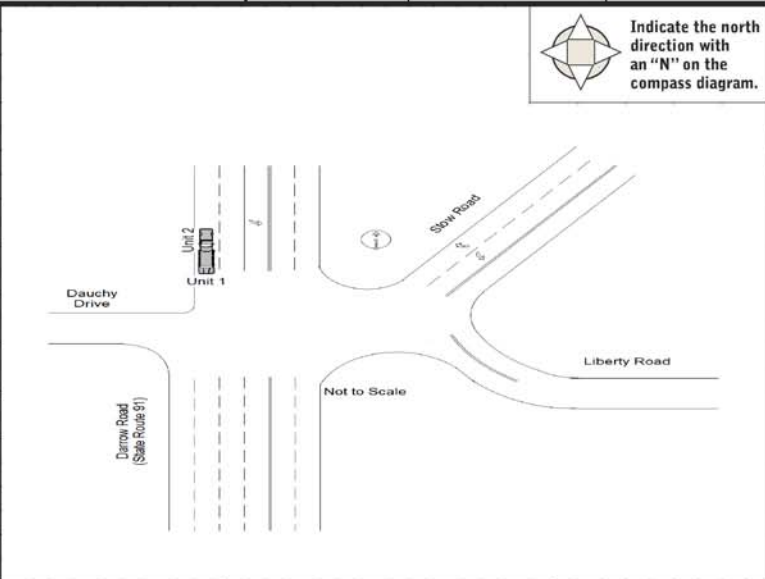 Indicate the north
direction with
an "N" on the
compass diagram.
Stow Road
Unit 2
Unit 1
Dauchy
Drive
Liberty Road
Not to Scale
Darrow Road
(State Route 91)